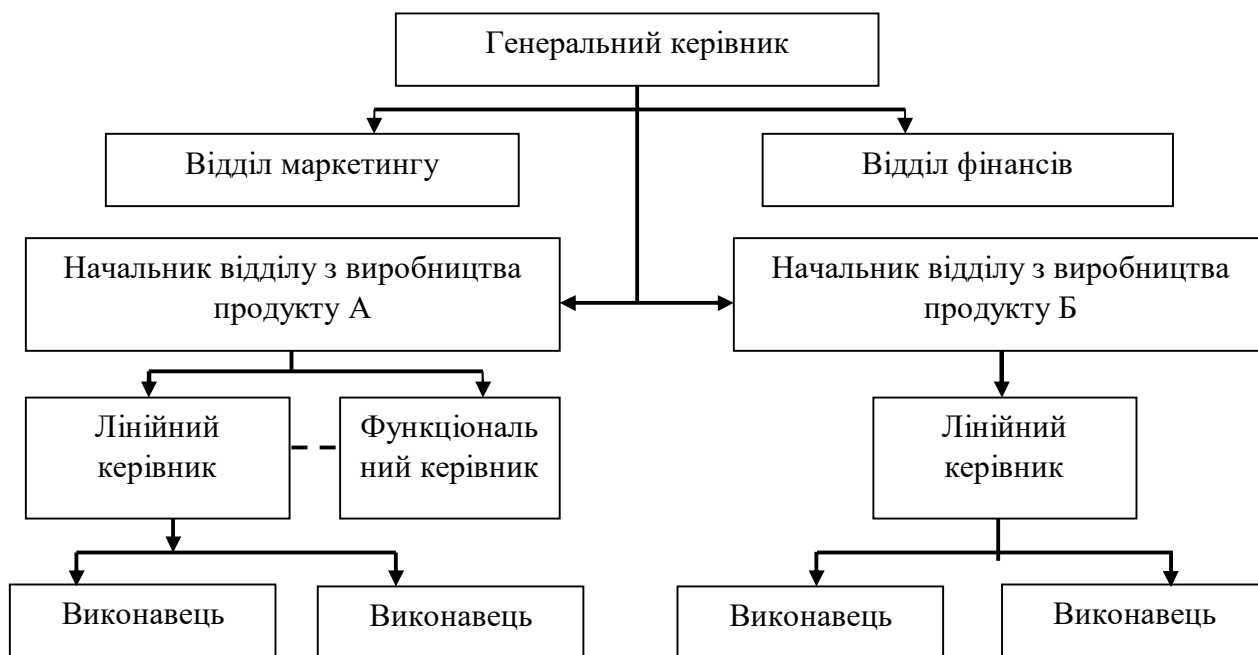 Генеральний керівник
Відділ маркетингу
Відділ фінансів
Начальник відділу з виробництва
продукту А
Начальник відділу з виробництва
продукту Б
Лінійний
керівник
Функціональ
ний керівник
Лінійний
керівник
Виконавець
Виконавець
Виконавець
Виконавець